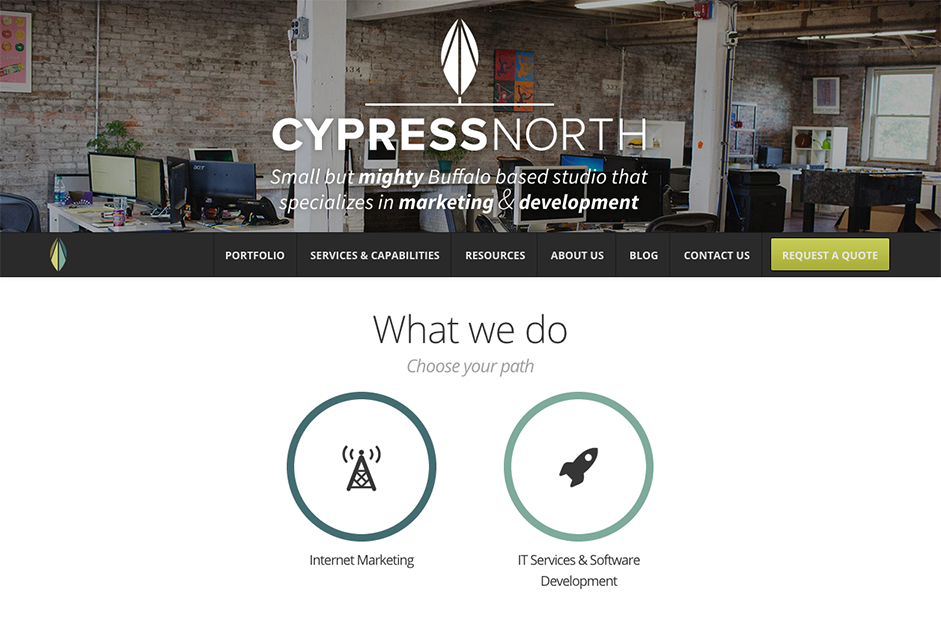 CYPRESSNORTH
Small but mighty Buffalo based studio that
specializes in marketing & development
PORTFOLIO
SERVICES & CAPABILITIES
RESOURCES
ABOUT US
BLOG
CONTACT US
REQUEST A QUOTE
What we do
Choose your path
Internet Marketing
IT Services & Software
Development